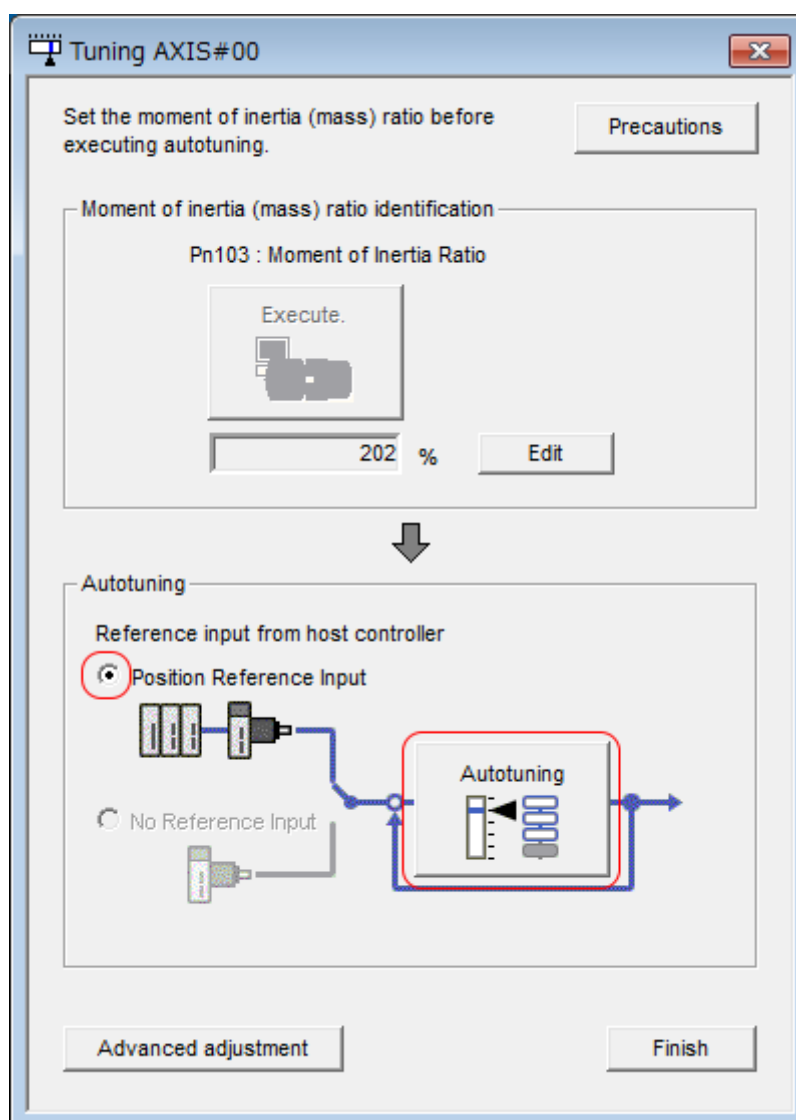 Tuning AXIS#00
Set the moment of inertia (mass) ratio before
executing autotuning.
Precautions
Moment of inertia (mass) ratio identification
Pn103 : Moment of Inertia Ratio
Execute.
202 %
Edit
Autotuning
Reference input from host controller
Position Reference Input
Autotuning
No Reference Input
Advanced adjustment
Finish